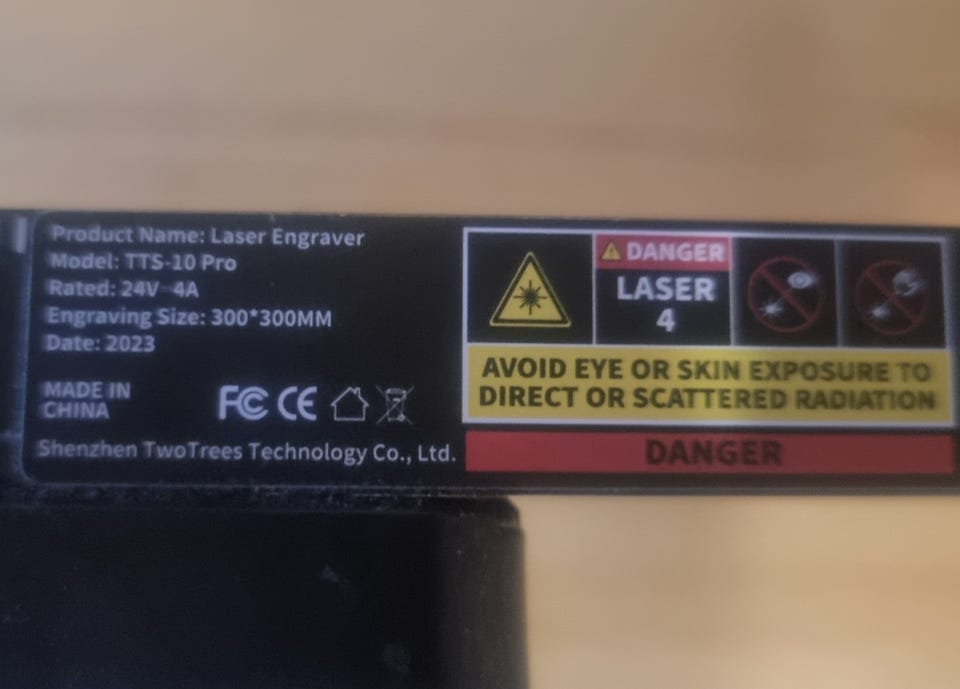 Product Name: Laser Engraver
Model: TTS-10 Pro
Rated: 24V 4A
Engraving Size: 300*300MM
Date: 2023
MADE IN
CHINA
FC CE
Shenzhen TwoTrees Technology Co., Ltd.
DANGER
LASER
4
AVOID EYE OR SKIN EXPOSURE TO
DIRECT OR SCATTERED RADIATION
DANGER